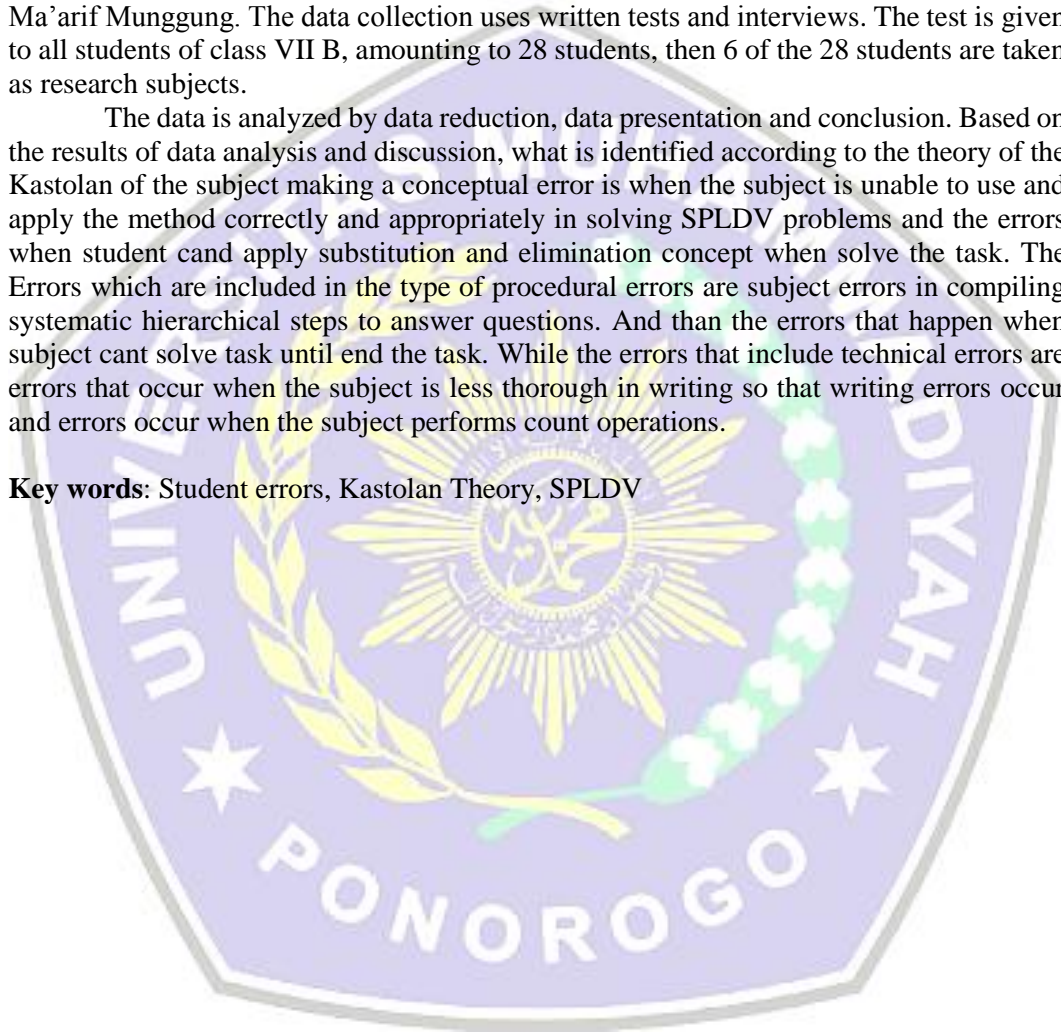 Ma’arif Munggung. The data collection uses written tests and interviews. The test is given
to all students of class VII B, amounting to 28 students, then 6 of the 28 students are taken
as research subjects.
The data is analyzed by data reduction, data presentation and conclusion. Based on
the results of data analysis and discussion, what is identified according to the theory of the
Kastolan of the subject making a conceptual error is when the subject is unable to use and
apply the method correctly and appropriately in solving SPLDV problems and the errors
when student cand apply substitution and elimination concept when solve the task. The
Errors which are included in the type of procedural errors are subject errors in compiling
systematic hierarchical steps to answer questions. And than the errors that happen when
subject cant solve task until end the task. While the errors that include technical errors are
errors that occur when the subject is less thorough in writing so that writing errors occur
and errors occur when the subject performs count operations.
Key words: Student errors, Kastolan Theory, SPLDV
UNIVERSITAS MUHAMMADIYAH
PONOROGO